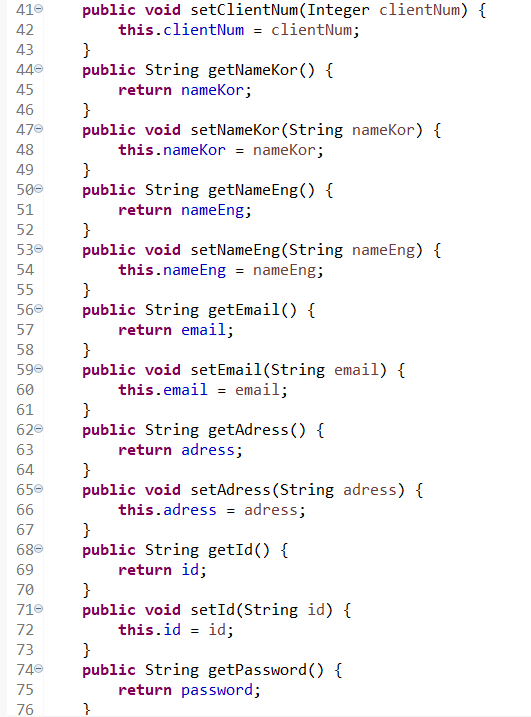 41    public void setClientNum(Integer clientNum) {
42        this.clientNum = clientNum;
43    }
44    public String getNameKor() {
45        return nameKor;
46    }
47    public void setNameKor(String nameKor) {
48        this.nameKor = nameKor;
49    }
50    public String getNameEng() {
51        return nameEng;
52    }
53    public void setNameEng(String nameEng) {
54        this.nameEng = nameEng;
55    }
56    public String getEmail() {
57        return email;
58    }
59    public void setEmail(String email) {
60        this.email = email;
61    }
62    public String getAdress() {
63        return adress;
64    }
65    public void setAdress(String adress) {
66        this.adress = adress;
67    }
68    public String getId() {
69        return id;
70    }
71    public void setId(String id) {
72        this.id = id;
73    }
74    public String getPassword() {
75        return password;
76    }